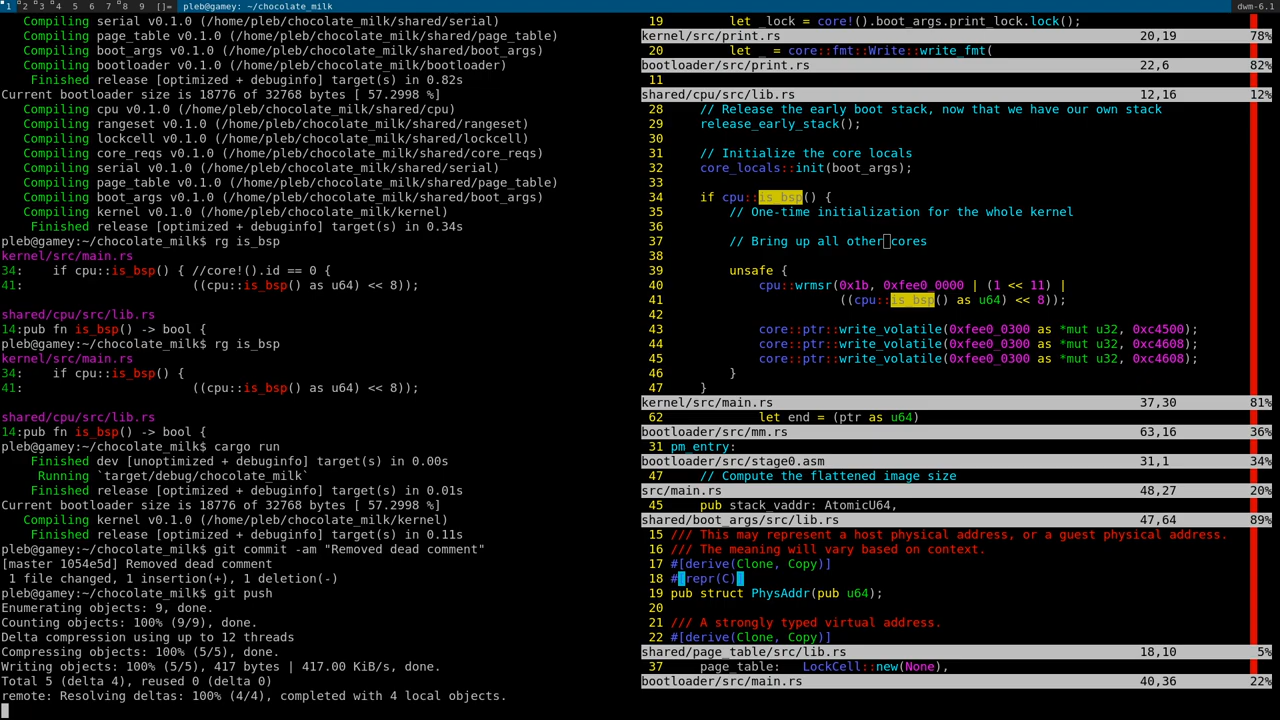 1 2 3 4 5 6 7 8 9 []= pleb@gamey: ~/chocolate_milk dwm-6.1
Compiling serial v0.1.0 (/home/pleb/chocolate_milk/shared/serial)
Compiling page_table v0.1.0 (/home/pleb/chocolate_milk/shared/page_table)
Compiling boot_args v0.1.0 (/home/pleb/chocolate_milk/shared/boot_args)
Compiling bootloader v0.1.0 (/home/pleb/chocolate_milk/bootloader)
Finished release [optimized + debuginfo] target(s) in 0.82s
Current bootloader size is 18776 of 32768 bytes [ 57.2998 %]
Compiling cpu v0.1.0 (/home/pleb/chocolate_milk/shared/cpu)
Compiling rangeset v0.1.0 (/home/pleb/chocolate_milk/shared/rangeset)
Compiling lockcell v0.1.0 (/home/pleb/chocolate_milk/shared/lockcell)
Compiling core_reqs v0.1.0 (/home/pleb/chocolate_milk/shared/core_reqs)
Compiling serial v0.1.0 (/home/pleb/chocolate_milk/shared/serial)
Compiling page_table v0.1.0 (/home/pleb/chocolate_milk/shared/page_table)
Compiling boot_args v0.1.0 (/home/pleb/chocolate_milk/shared/boot_args)
Compiling kernel v0.1.0 (/home/pleb/chocolate_milk/kernel)
Finished release [optimized + debuginfo] target(s) in 0.34s
pleb@gamey:~/chocolate_milk$ rg is_bsp
kernel/src/main.rs
34:    if cpu::is_bsp() { //core!().id == 0 {
41:                       ((cpu::is_bsp() as u64) << 8));
shared/cpu/src/lib.rs
14:pub fn is_bsp() -> bool {
pleb@gamey:~/chocolate_milk$ rg is_bsp
kernel/src/main.rs
34:    if cpu::is_bsp() {
41:                       ((cpu::is_bsp() as u64) << 8));
shared/cpu/src/lib.rs
14:pub fn is_bsp() -> bool {
pleb@gamey:~/chocolate_milk$ cargo run
Finished dev [unoptimized + debuginfo] target(s) in 0.00s
Running `target/debug/chocolate_milk`
Finished release [optimized + debuginfo] target(s) in 0.01s
Current bootloader size is 18776 of 32768 bytes [ 57.2998 %]
Compiling kernel v0.1.0 (/home/pleb/chocolate_milk/kernel)
Finished release [optimized + debuginfo] target(s) in 0.11s
pleb@gamey:~/chocolate_milk$ git commit -am "Removed dead comment"
[master 1054e5d] Removed dead comment
1 file changed, 1 insertion(+), 1 deletion(-)
pleb@gamey:~/chocolate_milk$ git push
Enumerating objects: 9, done.
Counting objects: 100% (9/9), done.
Delta compression using up to 12 threads
Compressing objects: 100% (5/5), done.
Writing objects: 100% (5/5), 417 bytes | 417.00 KiB/s, done.
Total 5 (delta 4), reused 0 (delta 0)
remote: Resolving deltas: 100% (4/4), completed with 4 local objects.
19         let _lock = core!().boot_args.print_lock.lock();
kernel/src/print.rs 20,19 78%
20         let _ = core::fmt::Write::write_fmt(
bootloader/src/print.rs 22,6 82%
11
shared/cpu/src/lib.rs 12,16 12%
28     // Release the early boot stack, now that we have our own stack
29     release_early_stack();
30
31     // Initialize the core locals
32     core_locals::init(boot_args);
33
34     if cpu::is_bsp() {
35         // One-time initialization for the whole kernel
36
37         // Bring up all other cores
38
39         unsafe {
40             cpu::wrmsr(0x1b, 0xfee0_0000 | (1 << 11) |
41                        ((cpu::is_bsp() as u64) << 8));
42
43             core::ptr::write_volatile(0xfee0_0300 as *mut u32, 0xc4500);
44             core::ptr::write_volatile(0xfee0_0300 as *mut u32, 0xc4608);
45             core::ptr::write_volatile(0xfee0_0300 as *mut u32, 0xc4608);
46         }
47     }
kernel/src/main.rs 37,30 81%
62             let end = (ptr as u64)
bootloader/src/mm.rs 63,16 36%
31 pm_entry:
bootloader/src/stage0.asm 31,1 34%
47     // Compute the flattened image size
src/main.rs 48,27 20%
45     pub stack_vaddr: AtomicU64,
shared/boot_args/src/lib.rs 47,64 89%
15 /// This may represent a host physical address, or a guest physical address.
16 /// The meaning will vary based on context.
17 #[derive(Clone, Copy)]
18 #[repr(C)]
19 pub struct PhysAddr(pub u64);
20
21 /// A strongly typed virtual address.
22 #[derive(Clone, Copy)]
shared/page_table/src/lib.rs 18,10 5%
37     page_table:   LockCell::new(None),
bootloader/src/main.rs 40,36 22%